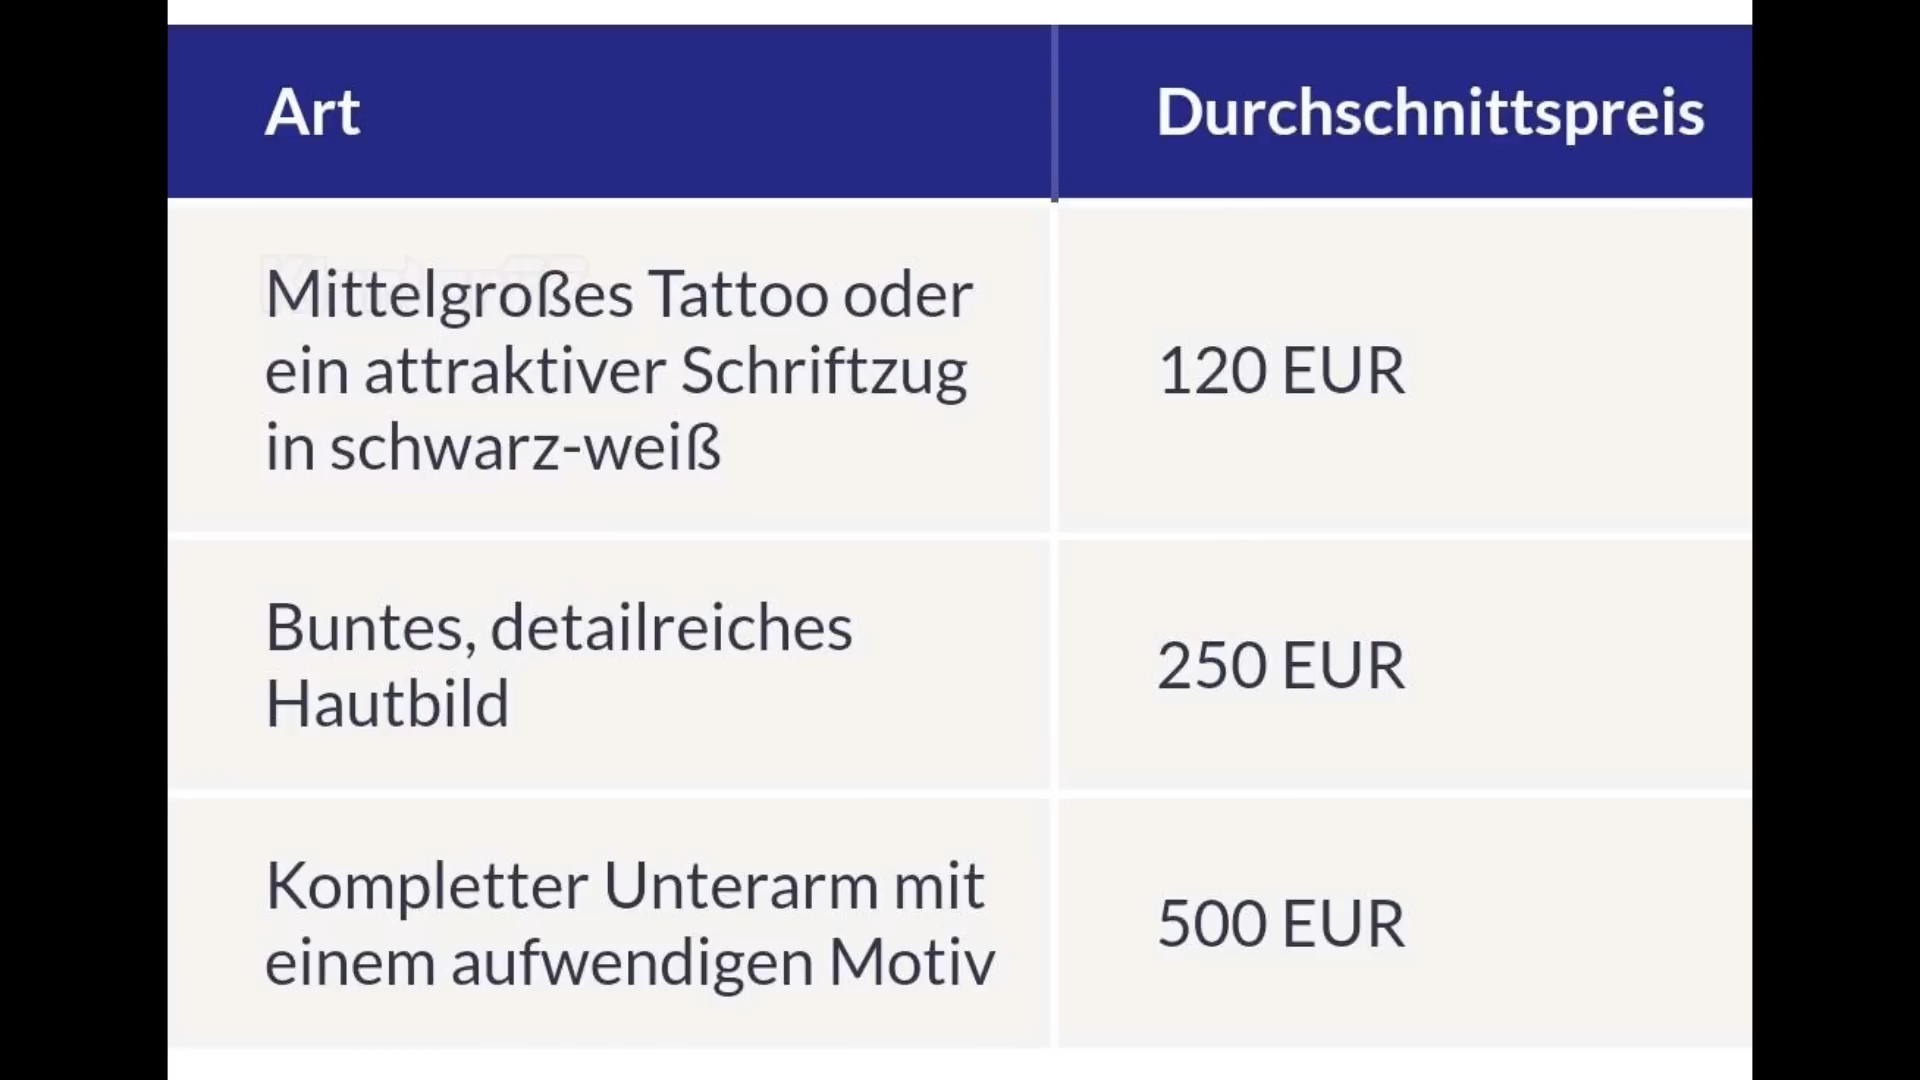 Art
Durchschnittspreis
Mittelgroßes Tattoo oder
ein attraktiver Schriftzug
in schwarz-weiß
120 EUR
Buntes, detailreiches
Hautbild
250 EUR
Kompletter Unterarm mit
einem aufwendigen Motiv
500 EUR